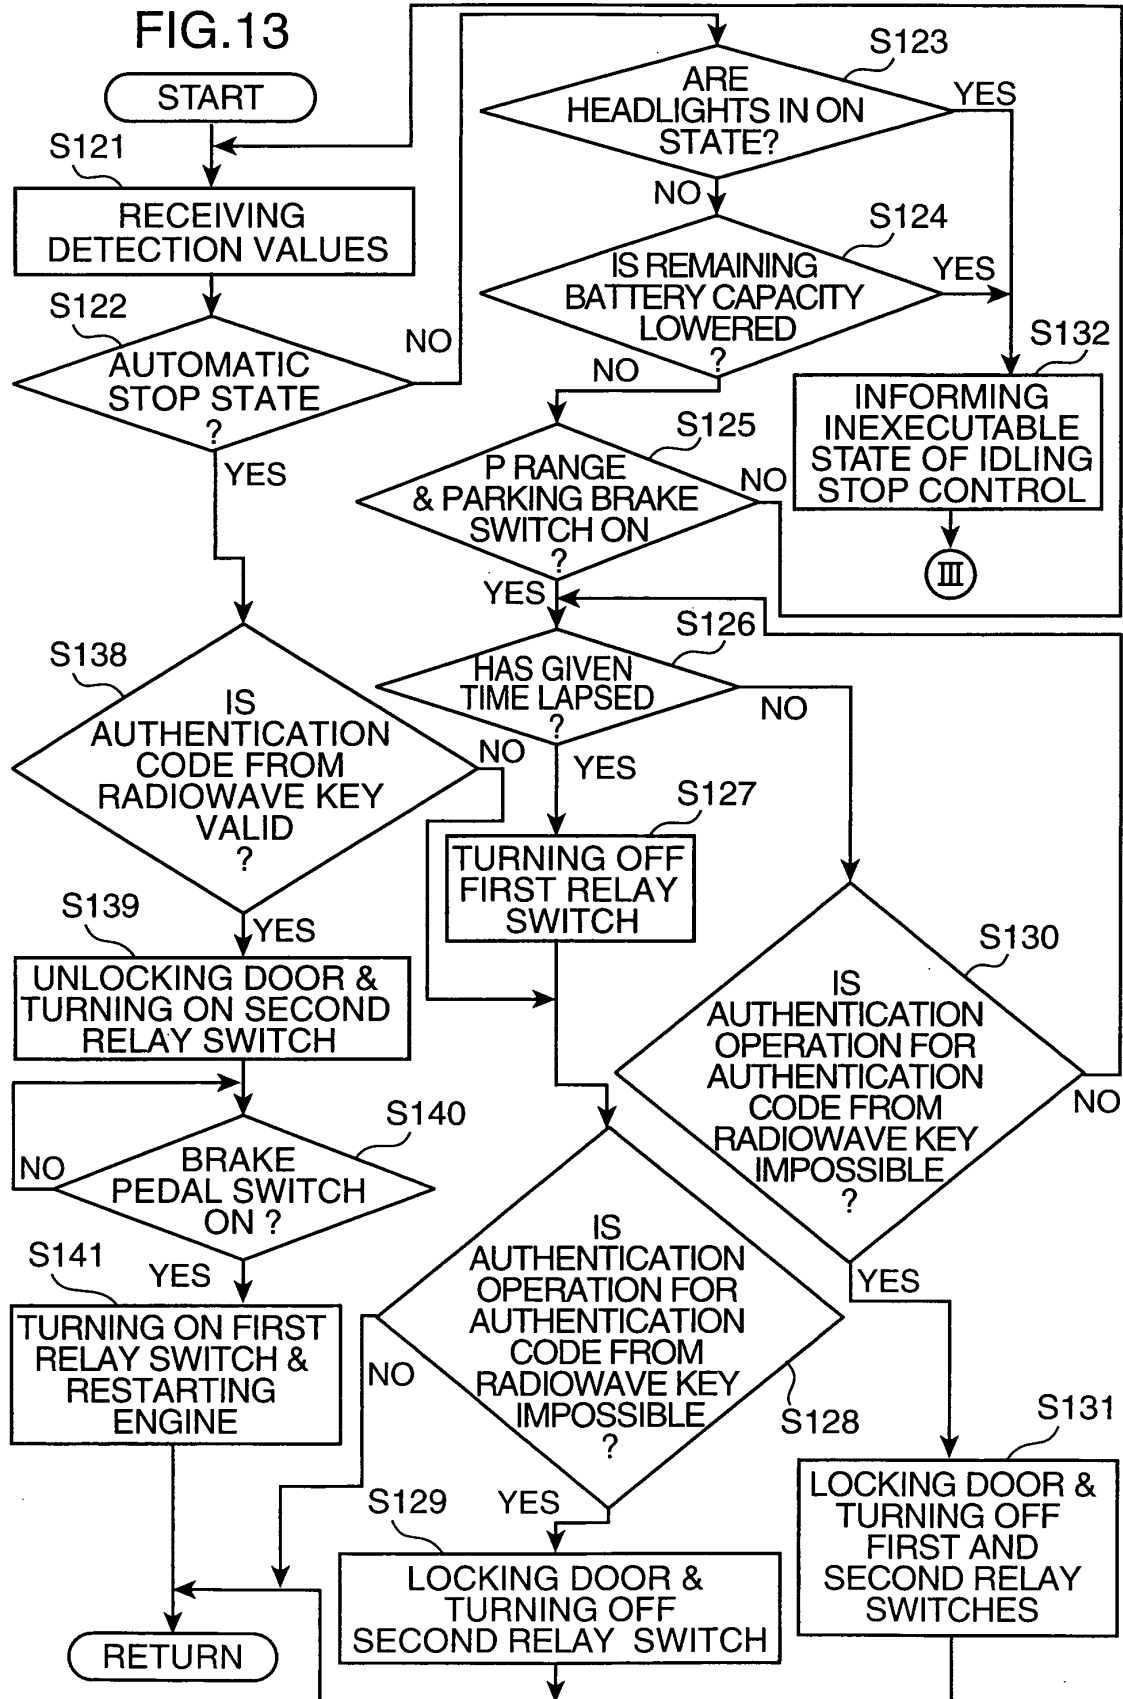 FIG.13
START
S121
RECEIVING
DETECTION VALUES
S122
AUTOMATIC
STOP STATE
?
NO
YES
S123
ARE
HEADLIGHTS IN ON
STATE?
YES
NO
S124
IS REMAINING
BATTERY CAPACITY
LOWERED
?
YES
NO
S132
INFORMING
INEXECUTABLE
STATE OF IDLING
STOP CONTROL
III
S125
P RANGE
& PARKING BRAKE
SWITCH ON
?
NO
YES
S126
HAS GIVEN
TIME LAPSED
?
NO
YES
S138
IS
AUTHENTICATION
CODE FROM
RADIOWAVE KEY
VALID
?
NO
YES
S127
TURNING OFF
FIRST RELAY
SWITCH
S139
UNLOCKING DOOR &
TURNING ON SECOND
RELAY SWITCH
S130
IS
AUTHENTICATION
OPERATION FOR
AUTHENTICATION
CODE FROM
RADIOWAVE KEY
IMPOSSIBLE
?
NO
YES
S140
BRAKE
PEDAL SWITCH
ON ?
NO
YES
S141
TURNING ON FIRST
RELAY SWITCH &
RESTARTING
ENGINE
S128
IS
AUTHENTICATION
OPERATION FOR
AUTHENTICATION
CODE FROM
RADIOWAVE KEY
IMPOSSIBLE
?
NO
YES
S129
LOCKING DOOR &
TURNING OFF
SECOND RELAY SWITCH
S131
LOCKING DOOR &
TURNING OFF
FIRST AND
SECOND RELAY
SWITCHES
RETURN